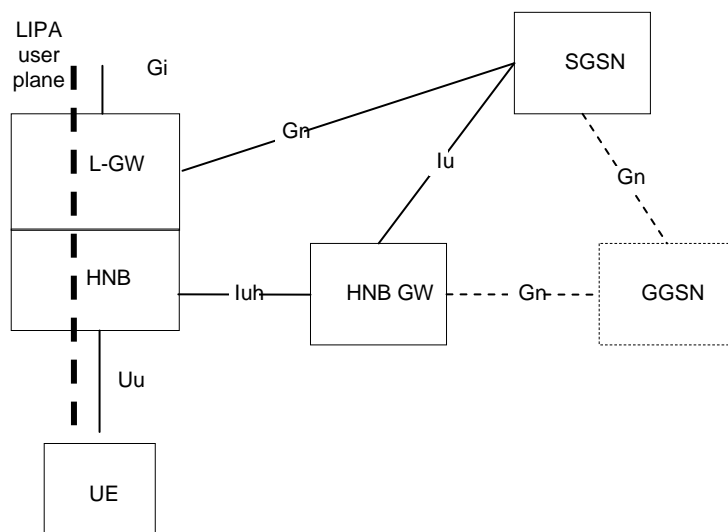 LIPA
user
plane
Gi
SGSN
L-GW
Gn
Iu
Gn
HNB
Iuh
HNB GW
Gn
GGSN
Uu
UE